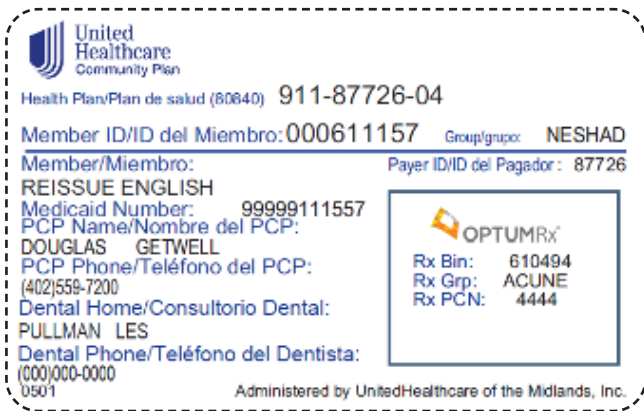 United
Healthcare
Community Plan
Health Plan/Plan de salud (80840) 911-87726-04
Member ID/ID del Miembro: 000611157 Group/grupo: NESHAD
Member/Miembro: Payer ID/ID del Pagador: 87726
REISSUE ENGLISH
Medicaid Number: 99999111557
PCP Name/Nombre del PCP:
DOUGLAS GETWELL
PCP Phone/Teléfono del PCP:
(402)559-7200
Dental Home/Consultorio Dental:
PULLMAN LES
Dental Phone/Teléfono del Dentista:
(000)000-0000
OPTUMRx
Rx Bin: 610494
Rx Grp: ACUNE
Rx PCN: 4444
0501 Administered by UnitedHealthcare of the Midlands, Inc.